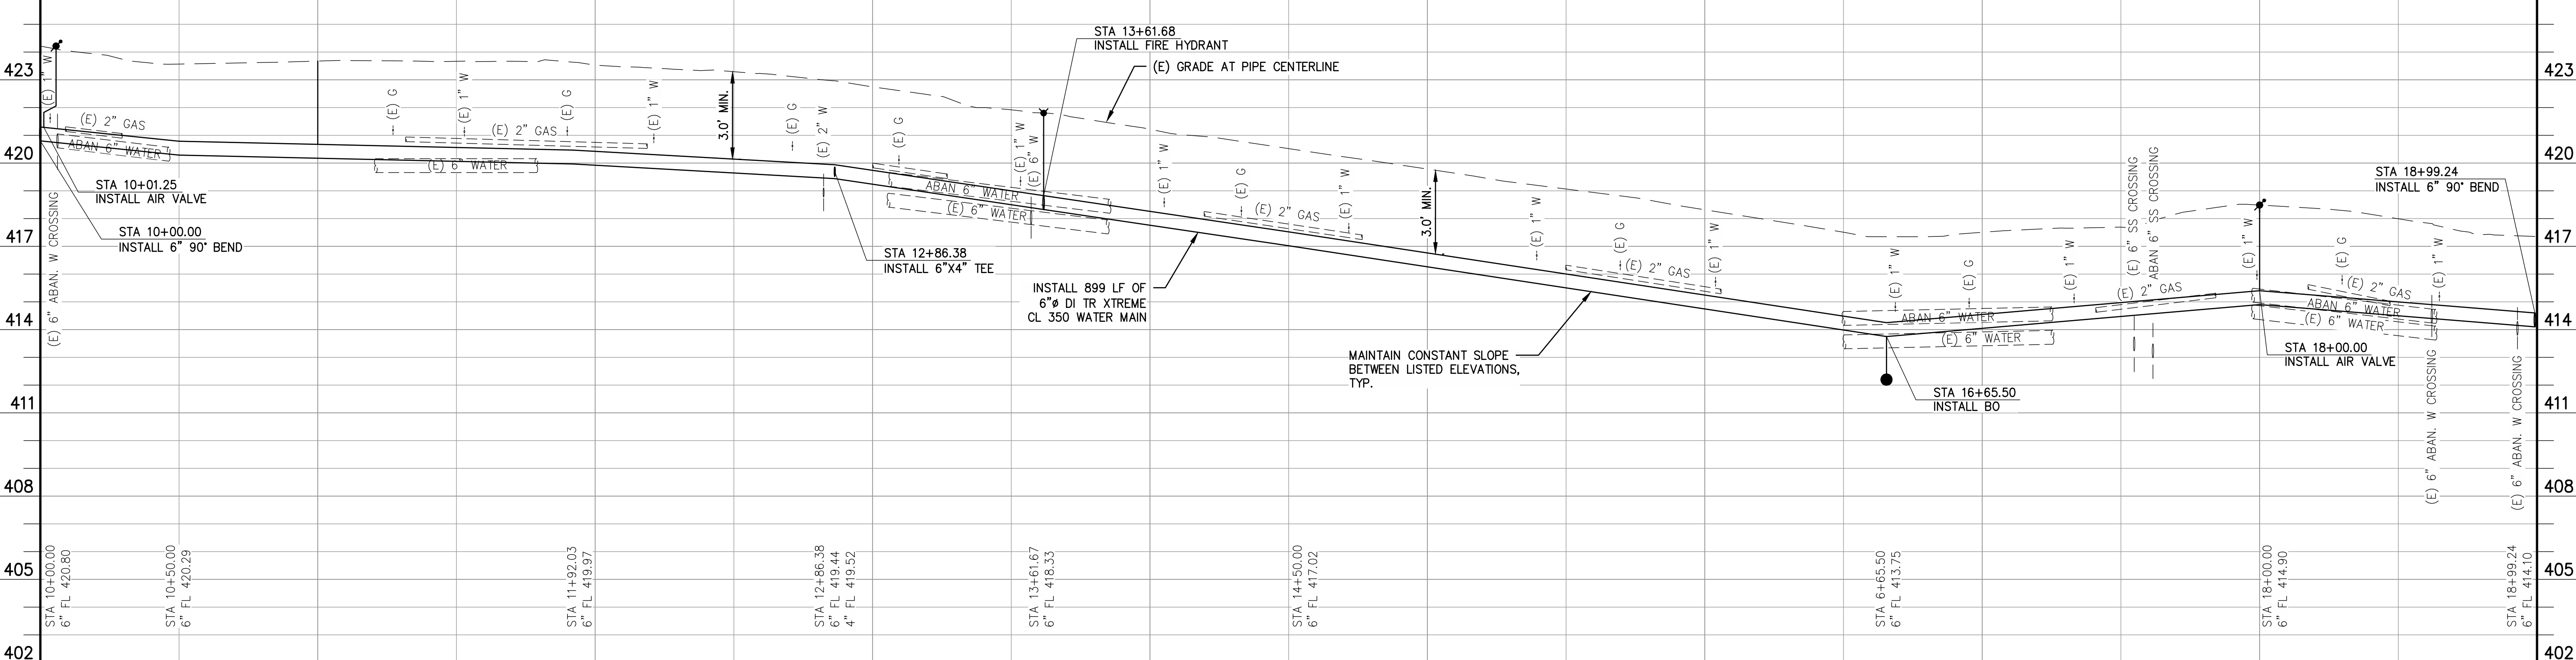 423
420
417
414
411
408
405
402
423
420
417
414
411
408
405
402
(E) 1" W
(E) 2" GAS
ABAN 6" WATER
STA 10+01.25
INSTALL AIR VALVE
STA 10+00.00
INSTALL 6" 90° BEND
(E) 6" ABAN. W CROSSING
(E) G
(E) 1" W
(E) 2" GAS
(E) G
(E) 6" WATER
(E) 1" W
3.0' MIN.
(E) G
(E) 2" W
(E) G
STA 12+86.38
INSTALL 6"X4" TEE
ABAN 6" WATER
(E) 6" WATER
(E) 1" W
(E) 6" W
STA 13+61.68
INSTALL FIRE HYDRANT
(E) GRADE AT PIPE CENTERLINE
INSTALL 899 LF OF
6"ø DI TR XTREME
CL 350 WATER MAIN
(E) 1" W
(E) G
(E) 2" GAS
(E) 1" W
3.0' MIN.
MAINTAIN CONSTANT SLOPE
BETWEEN LISTED ELEVATIONS,
TYP.
(E) 1" W
(E) G
(E) 2" GAS
(E) 1" W
(E) 1" W
ABAN 6" WATER
(E) 6" WATER
STA 16+65.50
INSTALL BO
(E) G
(E) 1" W
(E) 6" SS CROSSING
ABAN 6" SS CROSSING
(E) 2" GAS
(E) 1" W
(E) G
(E) 2" GAS
ABAN 6" WATER
(E) 6" WATER
STA 18+00.00
INSTALL AIR VALVE
(E) 1" W
STA 18+99.24
INSTALL 6" 90° BEND
(E) 6" ABAN. W CROSSING
(E) 6" ABAN. W CROSSING
STA 10+00.00
6" FL 420.80
STA 10+50.00
6" FL 420.29
STA 11+92.03
6" FL 419.97
STA 12+86.38
6" FL 419.44
4" FL 419.52
STA 13+61.67
6" FL 418.33
STA 14+50.00
6" FL 417.02
STA 6+65.50
6" FL 413.75
STA 18+00.00
6" FL 414.90
STA 18+99.24
6" FL 414.10